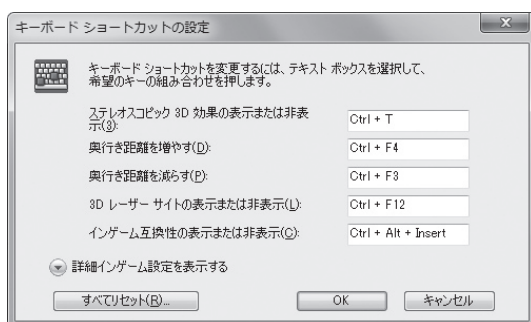 キーボード ショートカットの設定
キーボード ショートカットを変更するには、テキスト ボックスを選択して、
希望のキーの組み合わせを押します。
ステレオスコピック 3D 効果の表示または非表
示(3):
Ctrl + T
奥行き距離を増やす(D):
Ctrl + F4
奥行き距離を減らす(P):
Ctrl + F3
3D レーザー サイトの表示または非表示(L):
Ctrl + F12
インゲーム互換性の表示または非表示(C):
Ctrl + Alt + Insert
詳細インゲーム設定を表示する
すべてリセット(R)...
OK
キャンセル